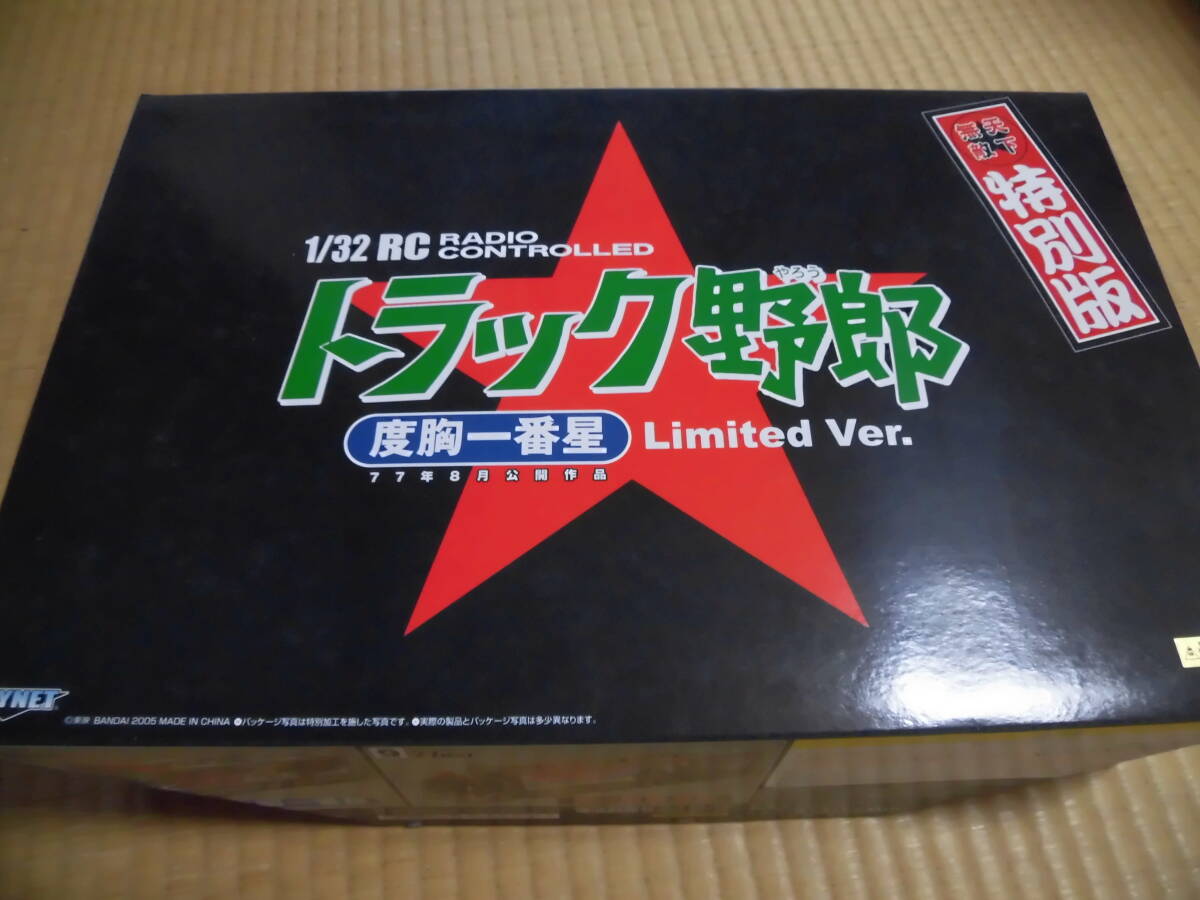 天下
無敵
特別版
1/32 RC RADIO CONTROLLED
やろう
トラック野郎
度胸一番星 Limited Ver.
77年8月公開作品
YNET
©東映 BANDAI 2005 MADE IN CHINA ●パッケージ写真は特別加工を施した写真です。●実際の製品とパッケージ写真は多少異なります。